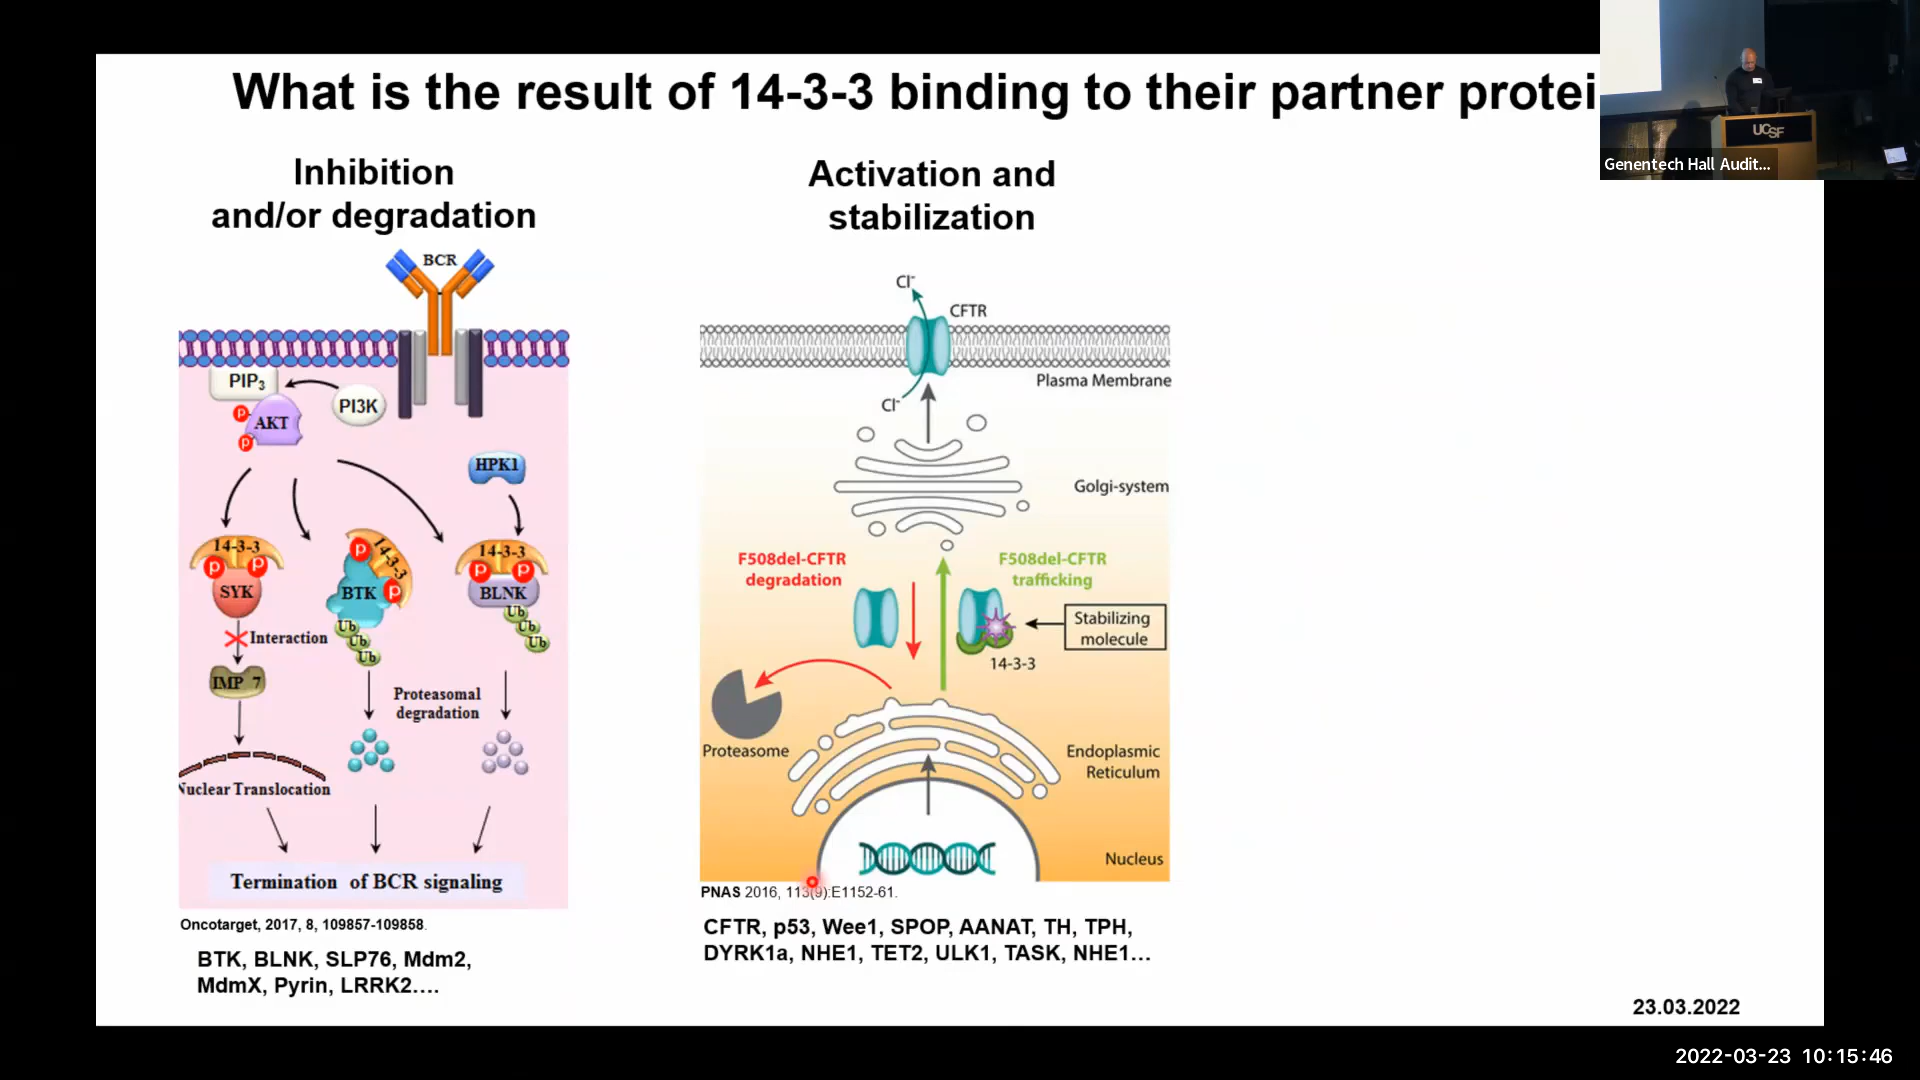 What is the result of 14-3-3 binding to their partner protei
UCSF
Genentech Hall Audit...
Inhibition
and/or degradation
BCR
PIP3
PI3K
P
AKT
P
HPK1
14-3-3
P
P
SYK
P
14-3-3
BTK
P
14-3-3
P
P
BLNK
Ub
Ub
Ub
Ub
Ub
Ub
Interaction
IMP 7
Proteasomal
degradation
Nuclear Translocation
Termination of BCR signaling
Oncotarget, 2017, 8, 109857-109858.
BTK, BLNK, SLP76, Mdm2,
MdmX, Pyrin, LRRK2....
Activation and
stabilization
Cl-
CFTR
Plasma Membrane
Cl-
Golgi-system
F508del-CFTR
degradation
F508del-CFTR
trafficking
Stabilizing
molecule
14-3-3
Proteasome
Endoplasmic
Reticulum
Nucleus
PNAS 2016, 113(9):E1152-61.
CFTR, p53, Wee1, SPOP, AANAT, TH, TPH,
DYRK1a, NHE1, TET2, ULK1, TASK, NHE1...
23.03.2022
2022-03-23 10:15:46